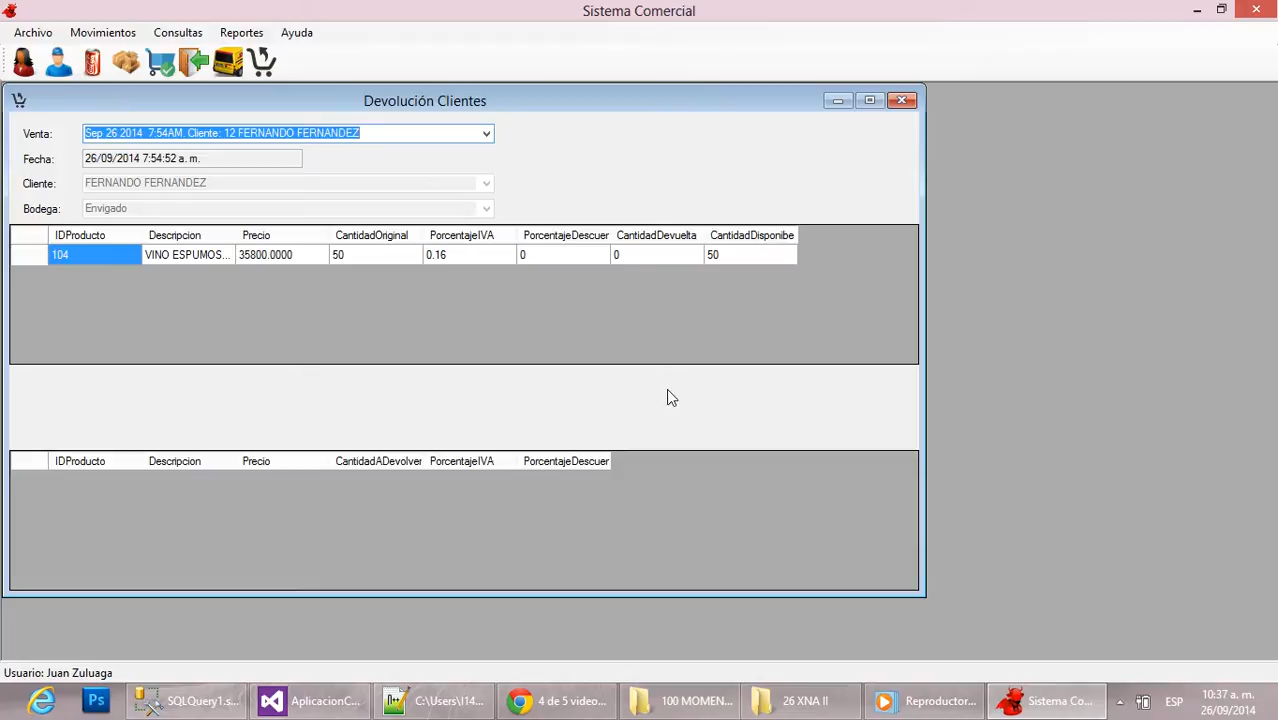 Sistema Comercial
Archivo Movimientos Consultas Reportes Ayuda
Devolución Clientes
Venta: Sep 26 2014 7:54AM. Cliente: 12 FERNANDO FERNANDEZ
Fecha: 26/09/2014 7:54:52 a. m.
Cliente: FERNANDO FERNANDEZ
Bodega: Envigado
IDProducto Descripcion Precio CantidadOriginal PorcentajeIVA PorcentajeDescuer CantidadDevuelta CantidadDisponibe
104 VINO ESPUMOS... 35800.0000 50 0.16 0 0 50
IDProducto Descripcion Precio CantidadADevolver PorcentajeIVA PorcentajeDescuer
Usuario: Juan Zuluaga
Ps SQLQuery1.s... AplicacionC... C:\Users\I14... 4 de 5 video... 100 MOMEN... 26 XNA II Reproductor... Sistema Co... ESP 10:37 a. m.
26/09/2014